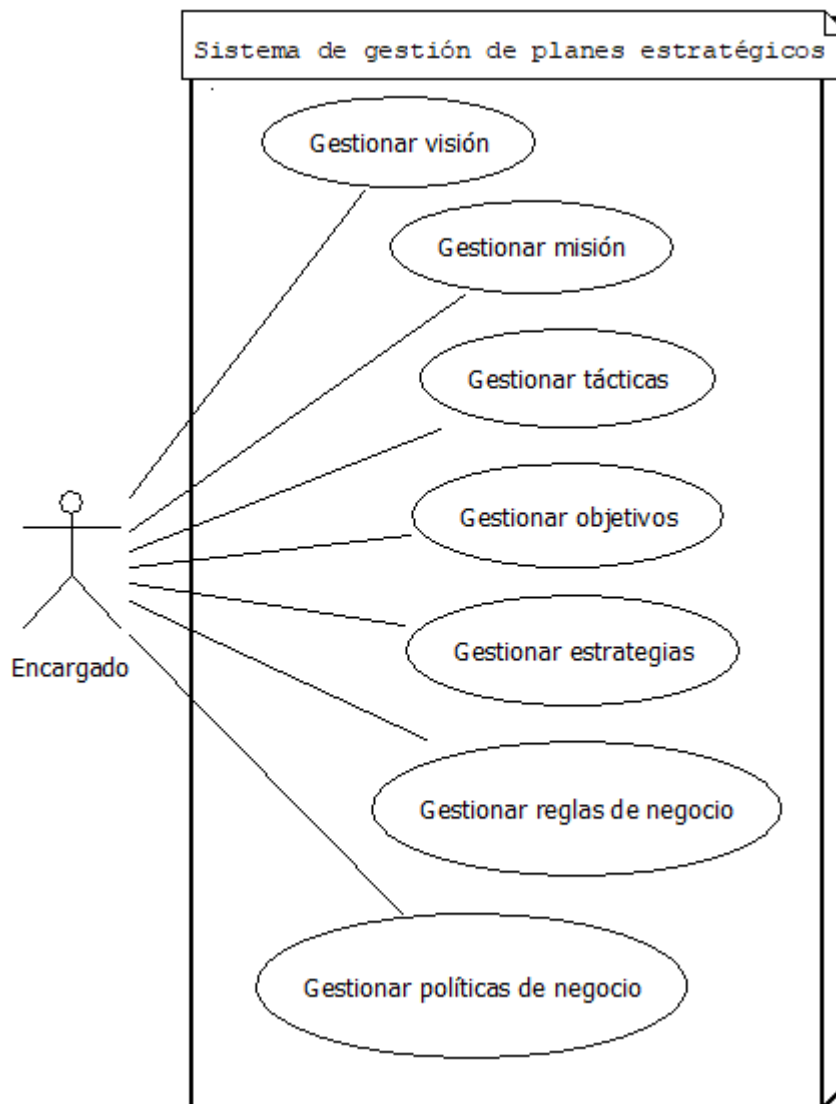 Sistema de gestión de planes estratégicos
Gestionar visión
Gestionar misión
Gestionar tácticas
Gestionar objetivos
Gestionar estrategias
Encargado
Gestionar reglas de negocio
Gestionar políticas de negocio